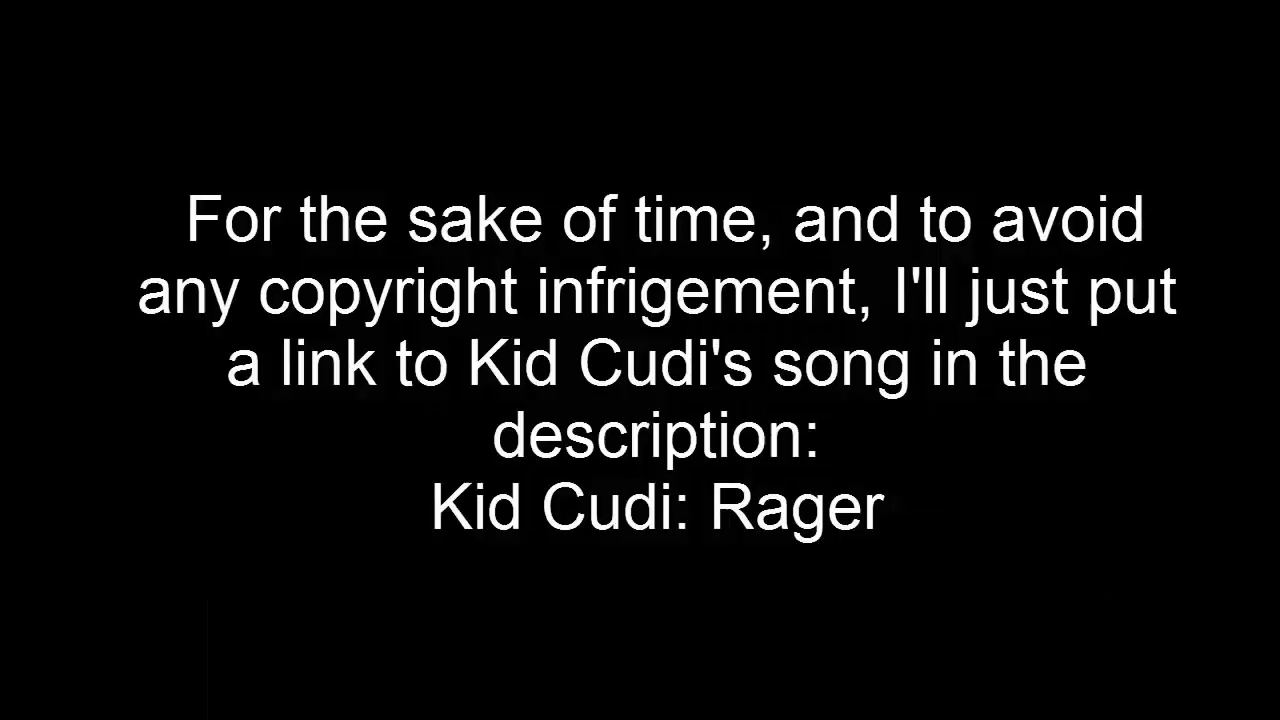 For the sake of time, and to avoid
any copyright infrigement, I'll just put
a link to Kid Cudi's song in the
description:
Kid Cudi: Rager